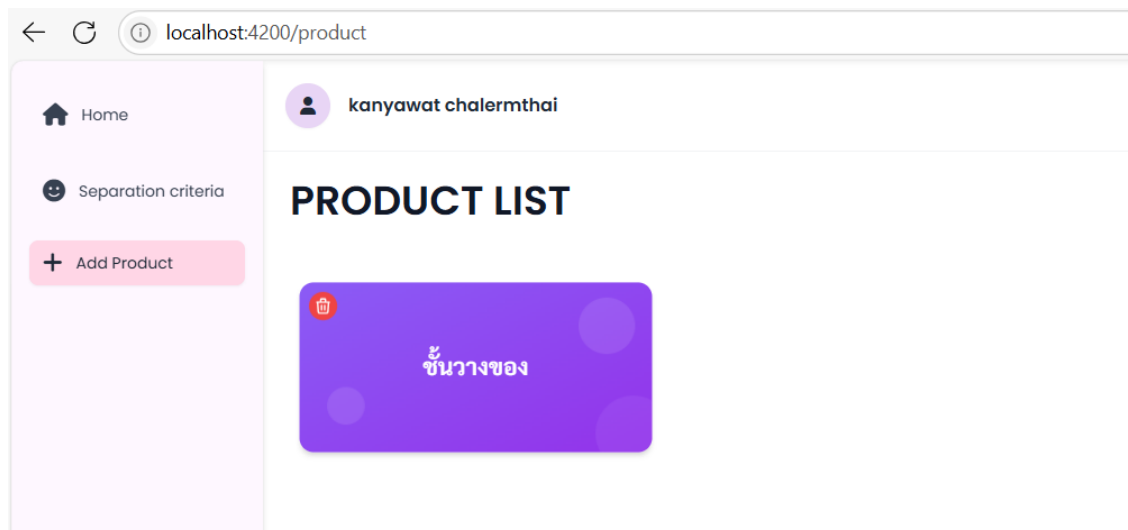 localhost:4200/product
Home
kanyawat chalermthai
Separation criteria
PRODUCT LIST
Add Product
ชั้นวางของ